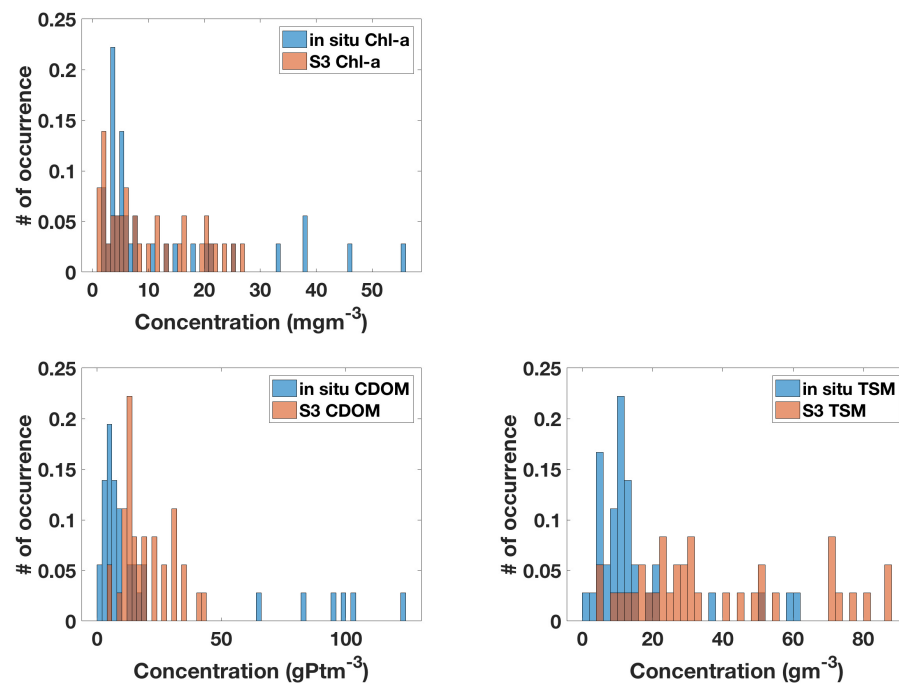 0.25
0.2
0.15
0.1
0.05
0
# of occurrence
in situ Chl-a
S3 Chl-a
0 10 20 30 40 50
Concentration (mgm⁻³)
0.25
0.2
0.15
0.1
0.05
0
# of occurrence
in situ CDOM
S3 CDOM
0 50 100
Concentration (gPtm⁻³)
0.25
0.2
0.15
0.1
0.05
0
# of occurrence
in situ TSM
S3 TSM
0 20 40 60 80
Concentration (gm⁻³)